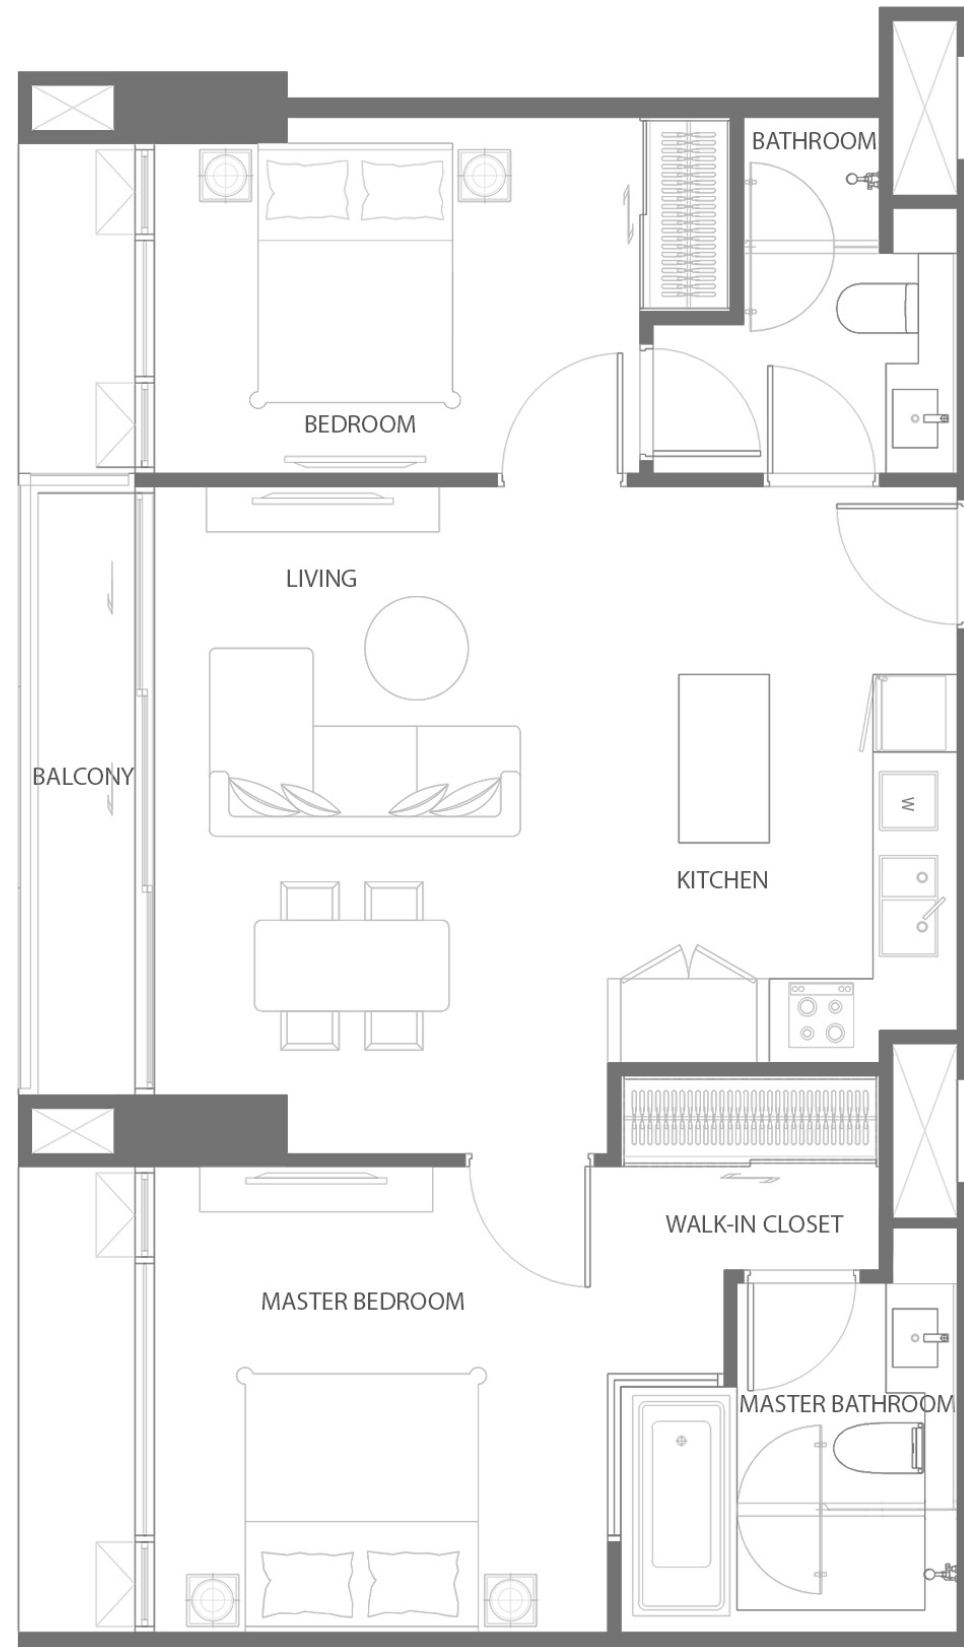 BATHROOM
BEDROOM
LIVING
BALCONY
W
KITCHEN
WALK-IN CLOSET
MASTER BEDROOM
MASTER BATHROOM